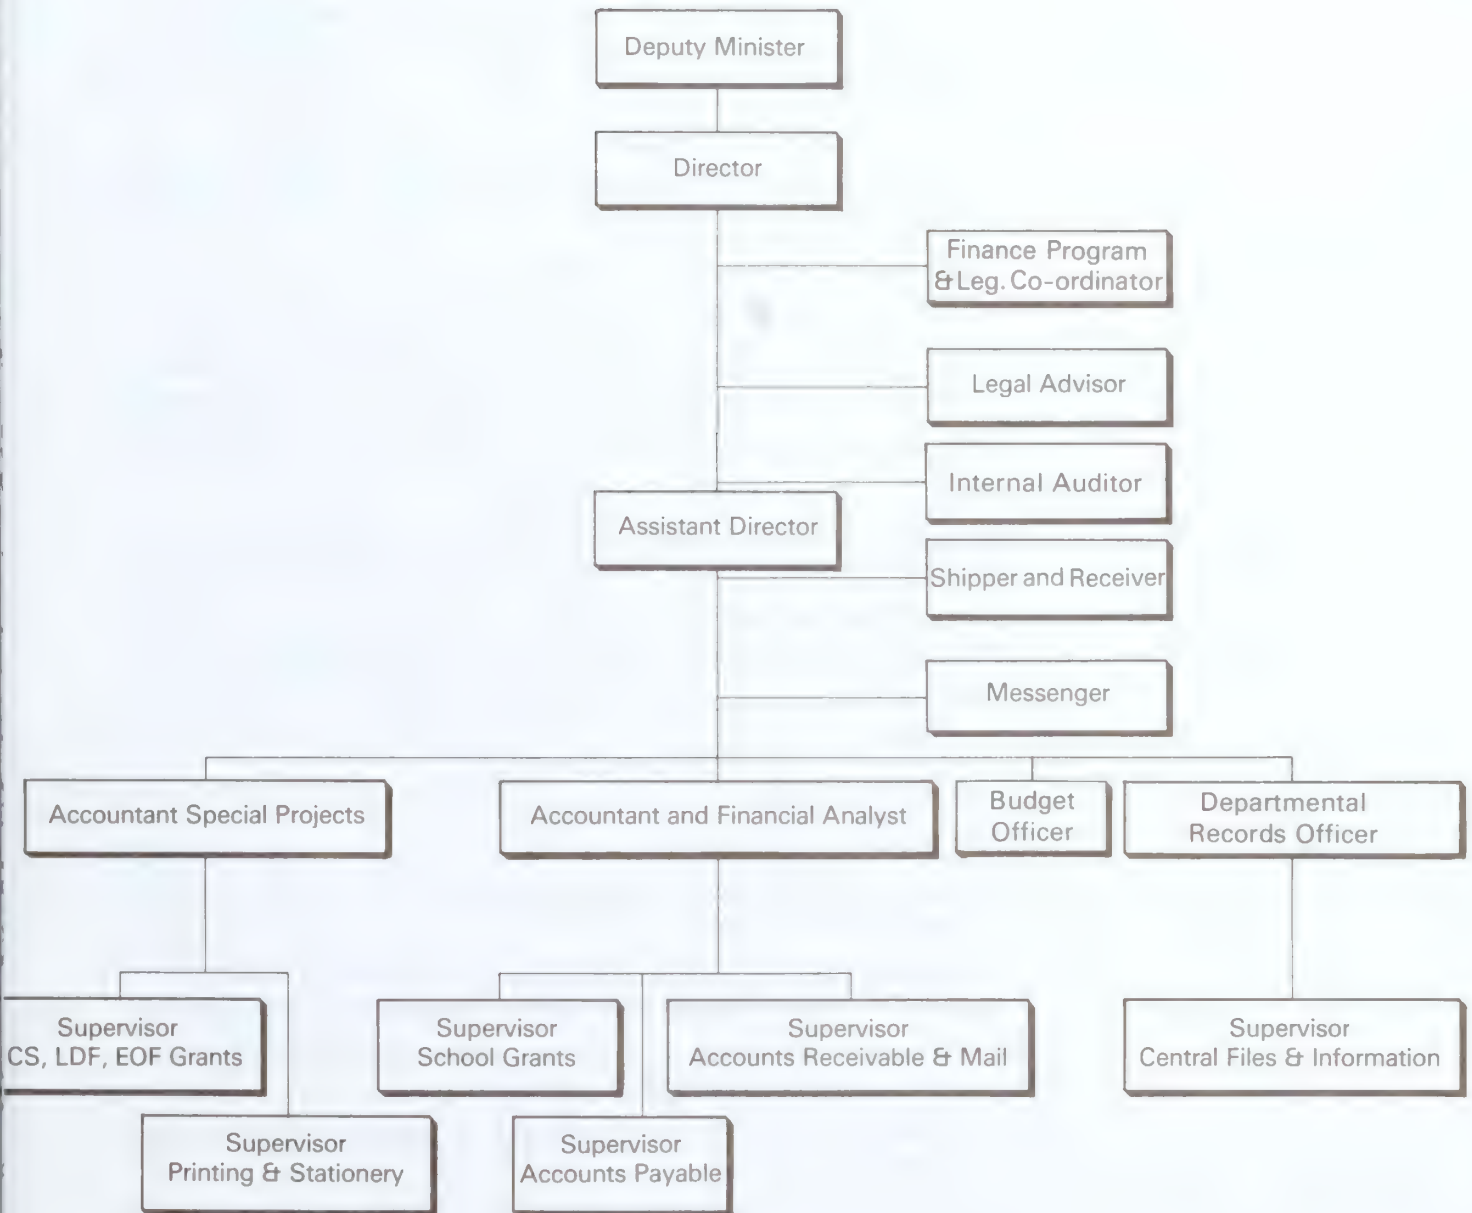 Deputy Minister
Director
Finance Program
& Leg. Co-ordinator
Legal Advisor
Internal Auditor
Assistant Director
Shipper and Receiver
Messenger
Accountant Special Projects
Accountant and Financial Analyst
Budget
Officer
Departmental
Records Officer
Supervisor
CS, LDF, EOF Grants
Supervisor
School Grants
Supervisor
Accounts Receivable & Mail
Supervisor
Central Files & Information
Supervisor
Printing & Stationery
Supervisor
Accounts Payable